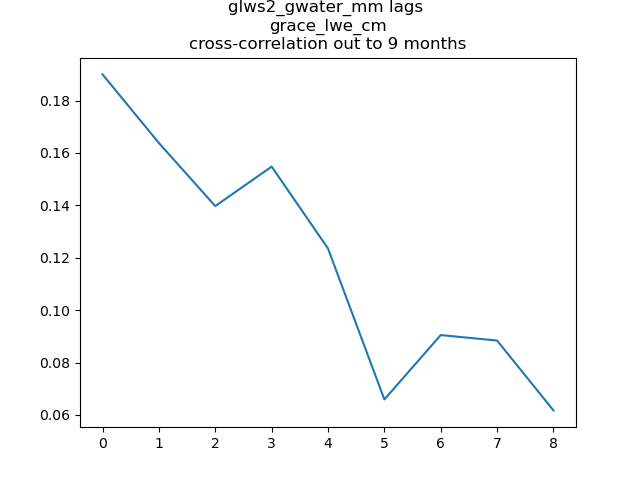 glws2_gwater_mm lags
grace_lwe_cm
cross-correlation out to 9 months
0.18
0.16
0.14
0.12
0.10
0.08
0.06
0 1 2 3 4 5 6 7 8